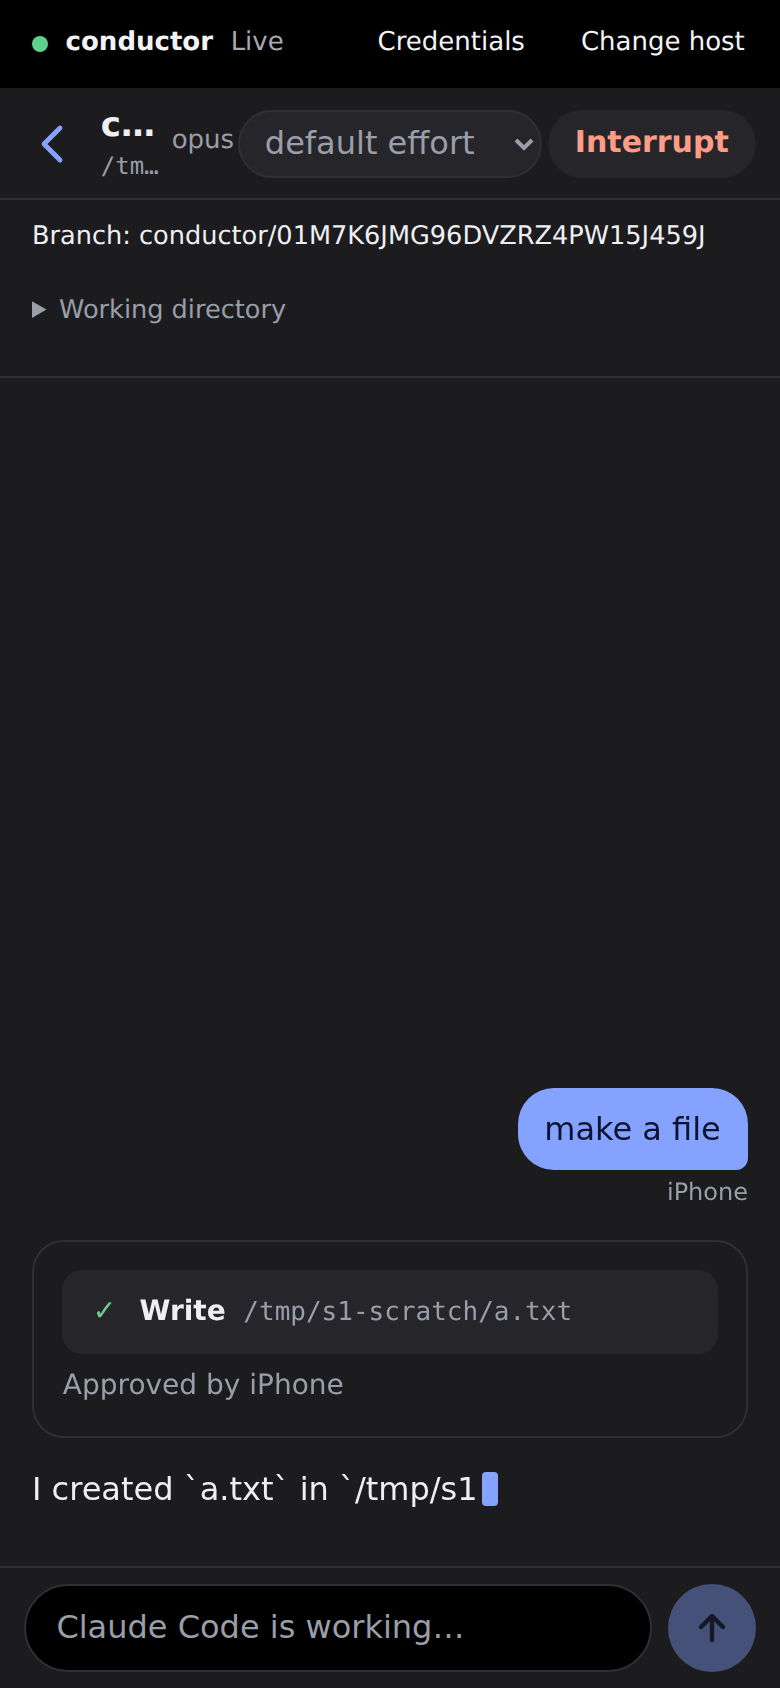 conductor Live Credentials Change host
c... opus default effort Interrupt
/tm…
Branch: conductor/01M7K6JMG96DVZRZ4PW15J459J
Working directory
make a file
iPhone
✓ Write /tmp/s1-scratch/a.txt
Approved by iPhone
I created `a.txt` in `/tmp/s1
Claude Code is working...